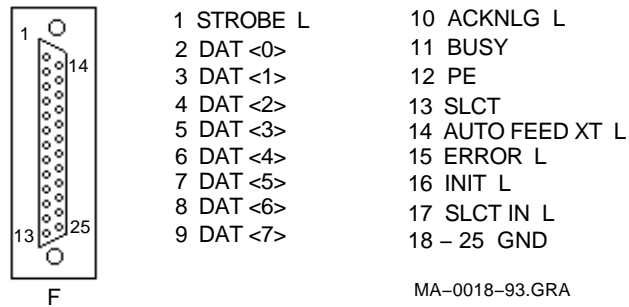 1
14
13
25
F
1 STROBE L
2 DAT <0>
3 DAT <1>
4 DAT <2>
5 DAT <3>
6 DAT <4>
7 DAT <5>
8 DAT <6>
9 DAT <7>
10 ACKNLG L
11 BUSY
12 PE
13 SLCT
14 AUTO FEED XT L
15 ERROR L
16 INIT L
17 SLCT IN L
18 – 25 GND
MA–0018–93.GRA